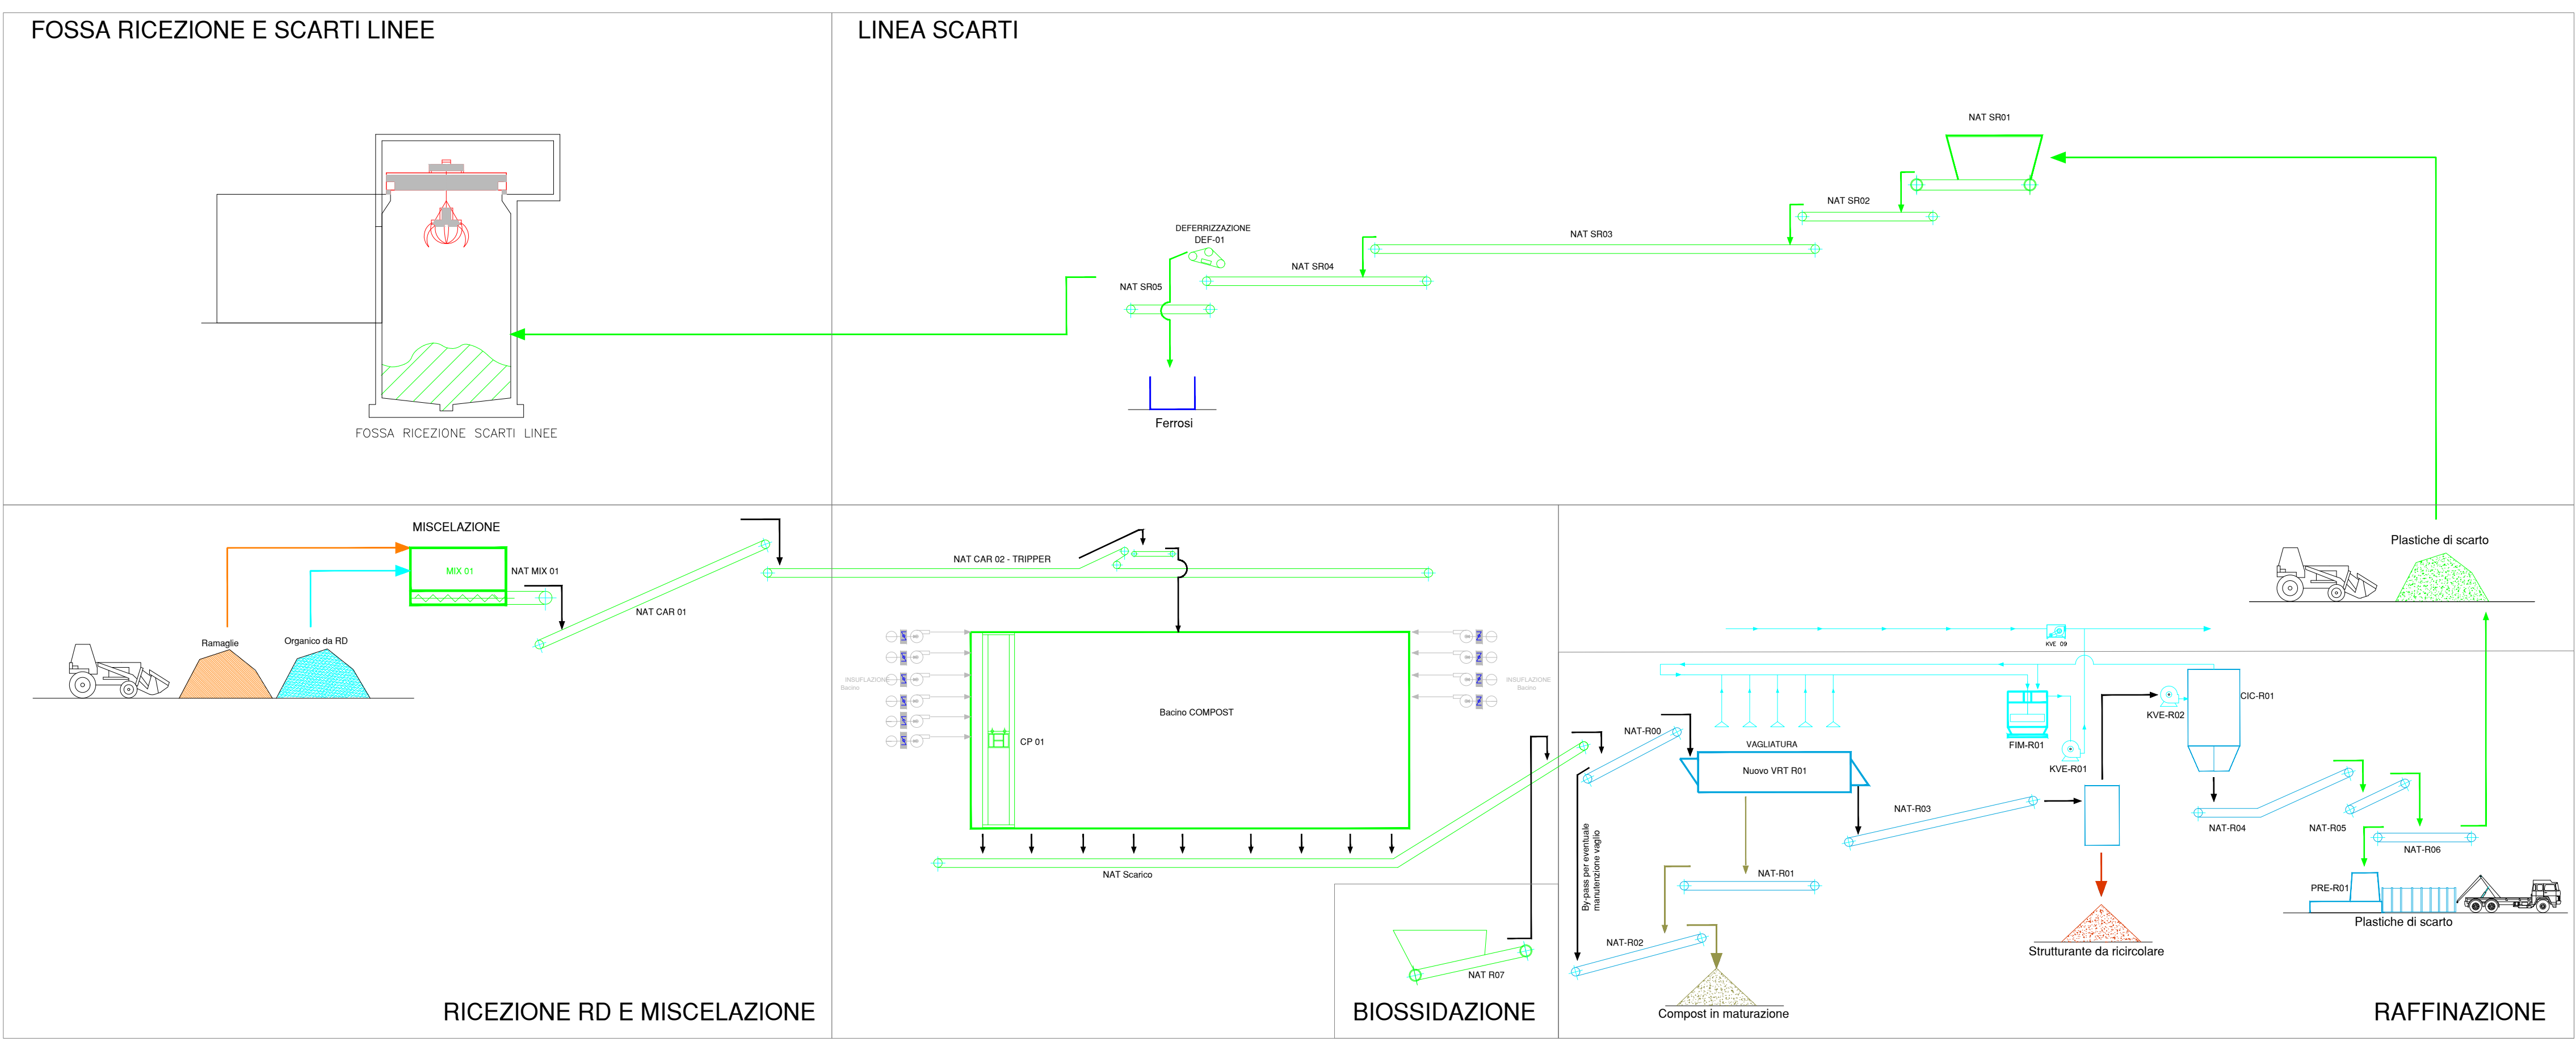 FOSSA RICEZIONE E SCARTI LINEE
FOSSA RICEZIONE SCARTI LINEE
LINEA SCARTI
NAT SR01
NAT SR02
NAT SR03
NAT SR04
DEFERRIZZAZIONE
DEF-01
NAT SR05
Ferrosi
MISCELAZIONE
MIX 01
NAT MIX 01
NAT CAR 01
Ramaglie
Organico da RD
RICEZIONE RD E MISCELAZIONE
NAT CAR 02 - TRIPPER
INSUFLAZIONE
Bacino
INSUFLAZIONE
Bacino
Bacino COMPOST
CP 01
NAT Scarico
NAT R07
BIOSSIDAZIONE
Plastiche di scarto
KVE 09
NAT-R00
VAGLIATURA
Nuovo VRT R01
FIM-R01
KVE-R01
KVE-R02
CIC-R01
NAT-R03
NAT-R04
NAT-R05
NAT-R06
By-pass per eventuale
manutenzione vaglio
NAT-R01
NAT-R02
PRE-R01
Plastiche di scarto
Strutturante da ricircolare
Compost in maturazione
RAFFINAZIONE